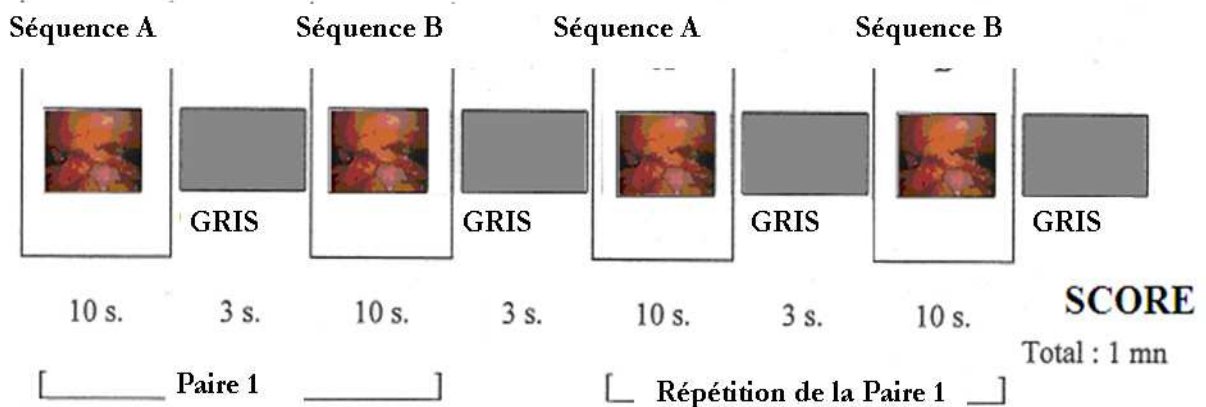 Séquence A Séquence B Séquence A Séquence B
GRIS GRIS GRIS GRIS
10 s. 3 s. 10 s. 3 s. 10 s. 3 s. 10 s. SCORE
Total : 1 mn
Paire 1 Répétition de la Paire 1